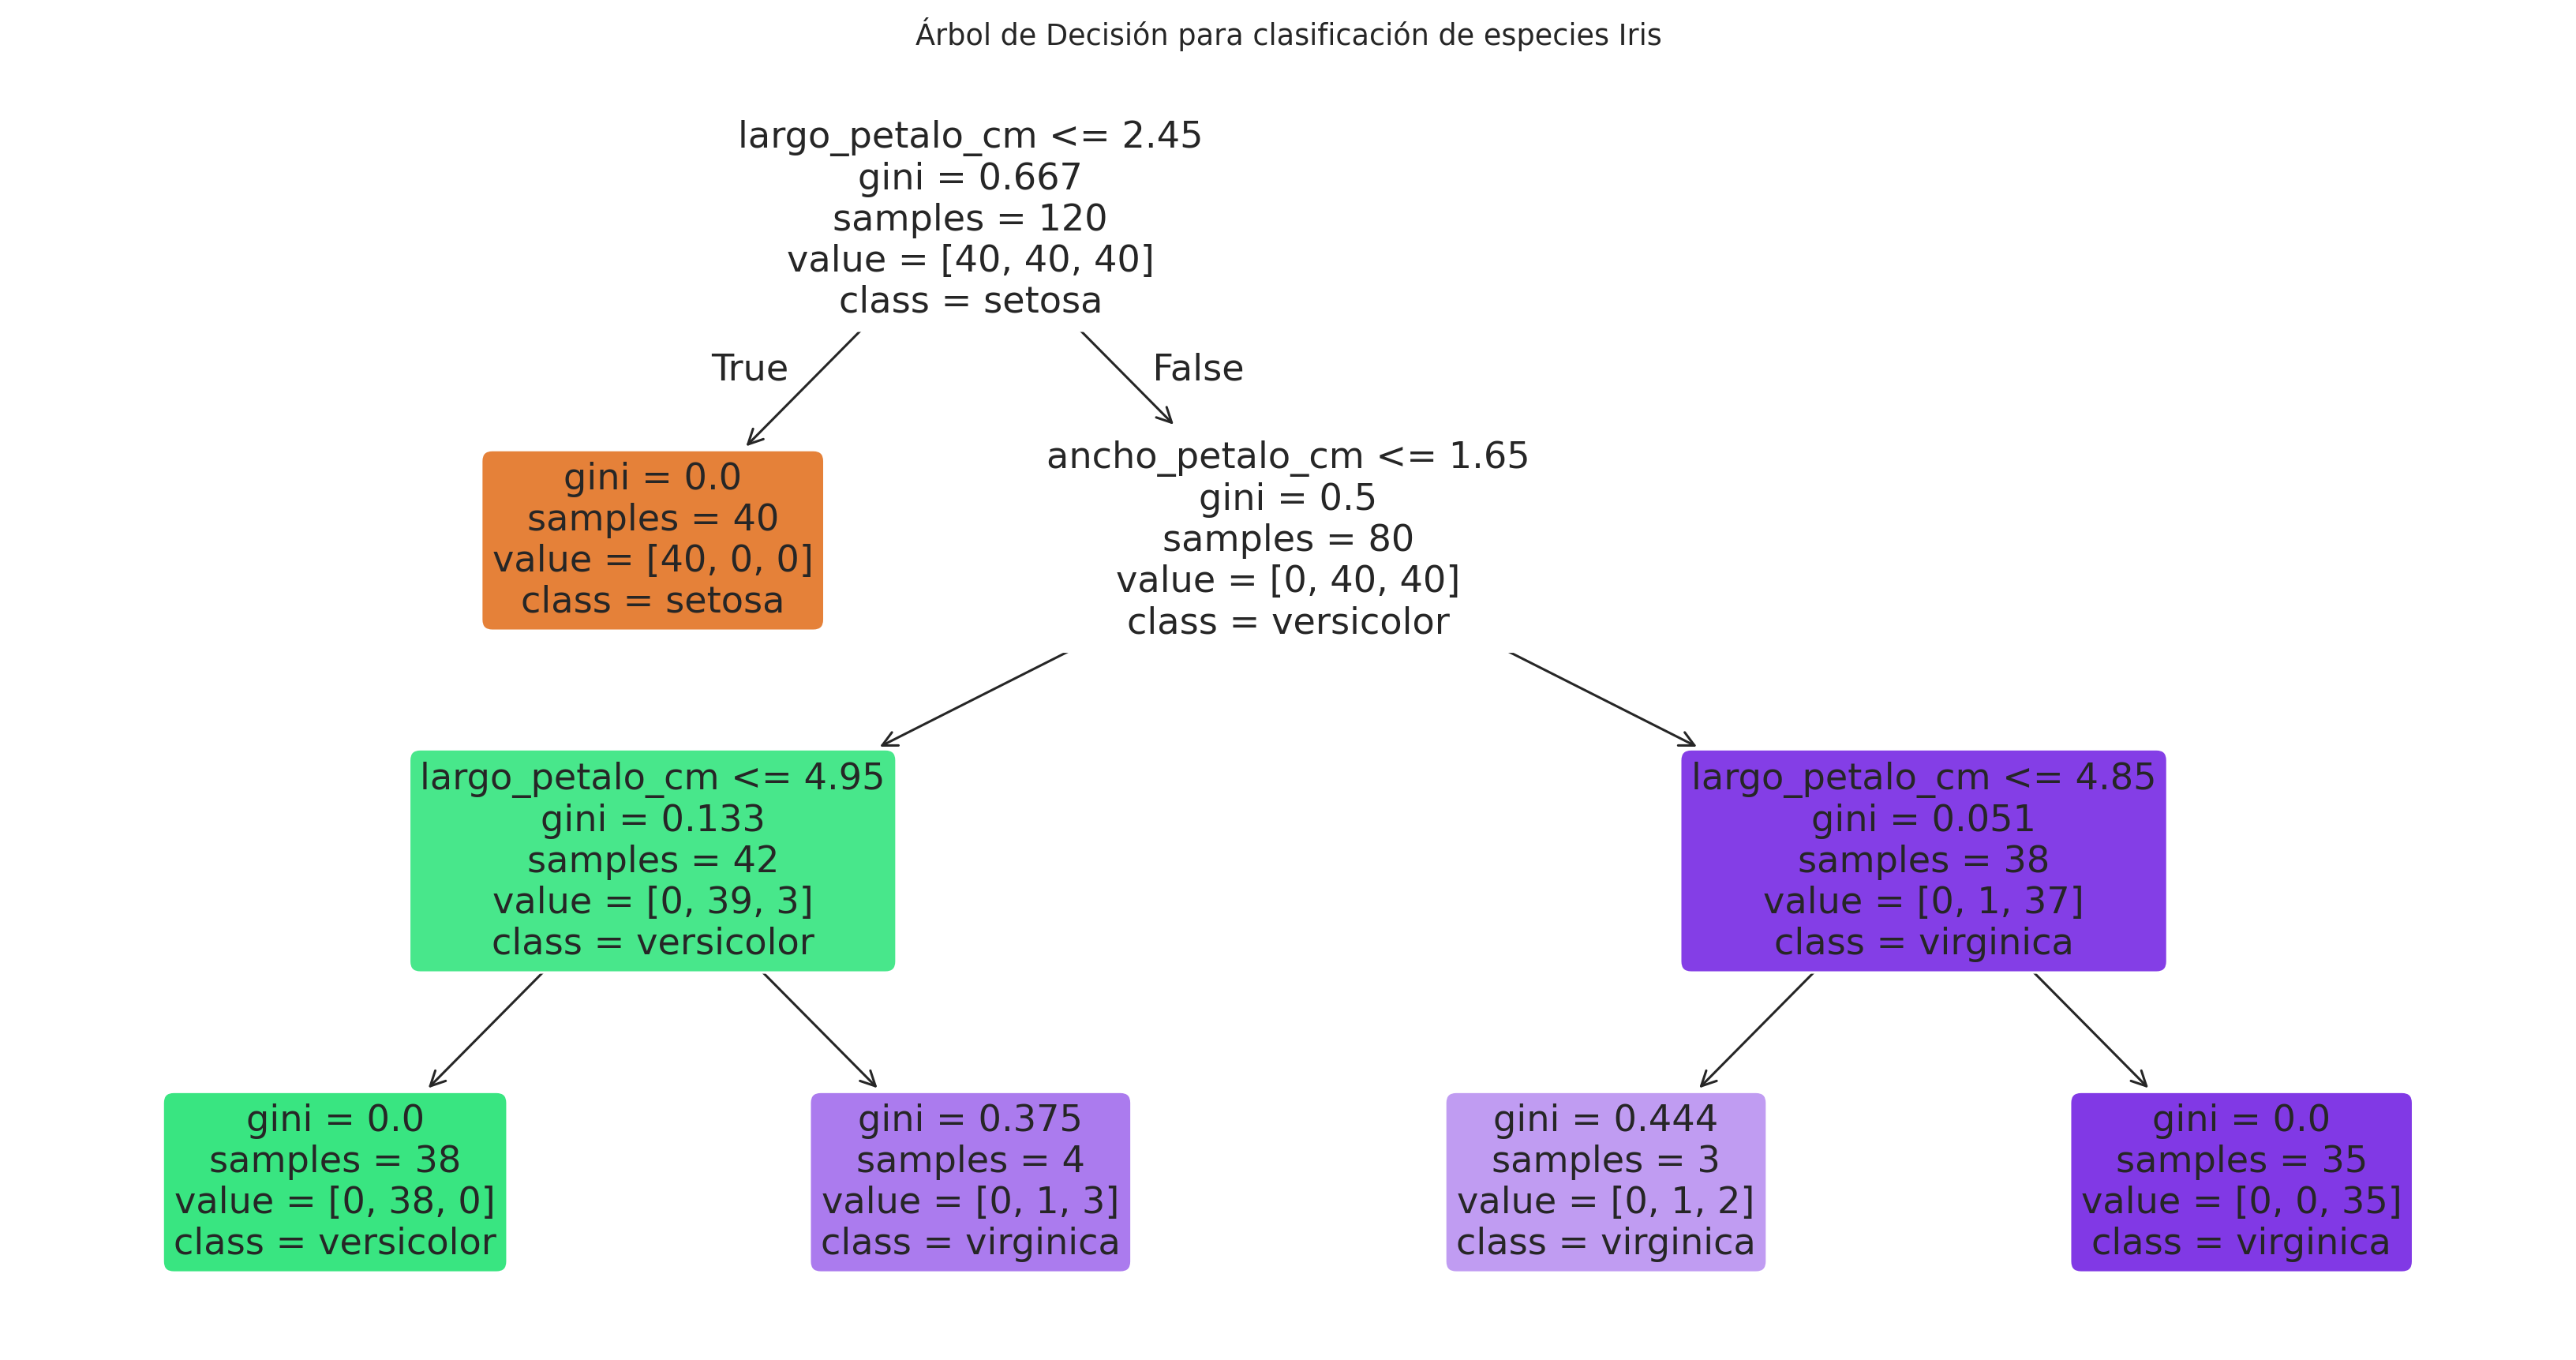 Árbol de Decisión para clasificación de especies Iris
largo_petalo_cm <= 2.45
gini = 0.667
samples = 120
value = [40, 40, 40]
class = setosa
True
False
gini = 0.0
samples = 40
value = [40, 0, 0]
class = setosa
ancho_petalo_cm <= 1.65
gini = 0.5
samples = 80
value = [0, 40, 40]
class = versicolor
largo_petalo_cm <= 4.95
gini = 0.133
samples = 42
value = [0, 39, 3]
class = versicolor
largo_petalo_cm <= 4.85
gini = 0.051
samples = 38
value = [0, 1, 37]
class = virginica
gini = 0.0
samples = 38
value = [0, 38, 0]
class = versicolor
gini = 0.375
samples = 4
value = [0, 1, 3]
class = virginica
gini = 0.444
samples = 3
value = [0, 1, 2]
class = virginica
gini = 0.0
samples = 35
value = [0, 0, 35]
class = virginica